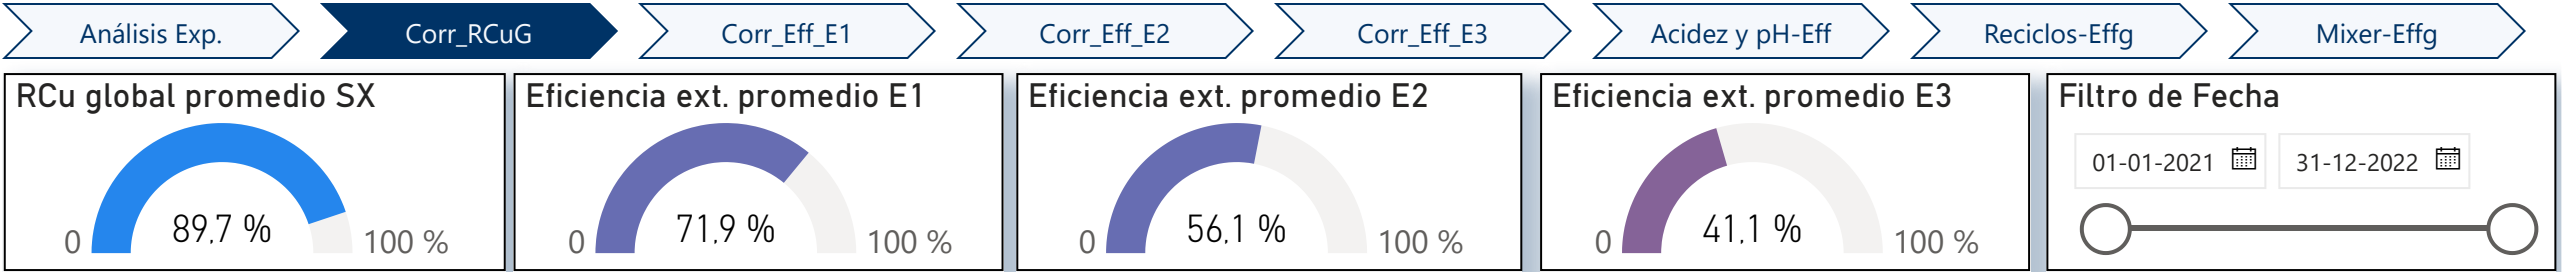 Análisis Exp.
Corr_RCuG
Corr_Eff_E1
Corr_Eff_E2
Corr_Eff_E3
Acidez y pH-Eff
Reciclos-Effg
Mixer-Effg
RCu global promedio SX
0
89,7 %
100 %
Eficiencia ext. promedio E1
0
71,9 %
100 %
Eficiencia ext. promedio E2
0
56,1 %
100 %
Eficiencia ext. promedio E3
0
41,1 %
100 %
Filtro de Fecha
01-01-2021
31-12-2022